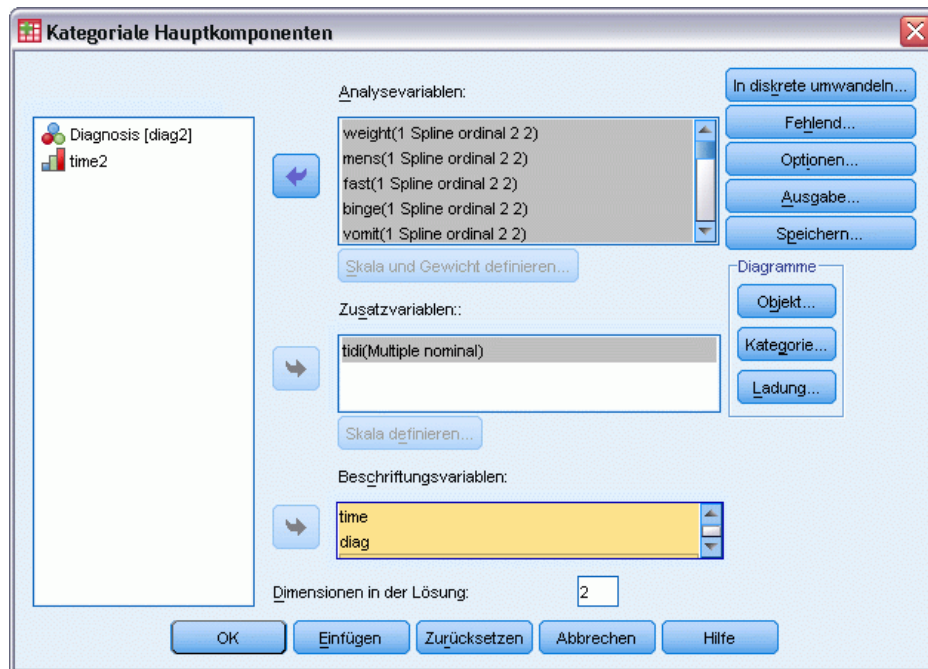 Kategoriale Hauptkomponenten
Diagnosis [diag2]
time2
Analysevariablen:
weight(1 Spline ordinal 2 2)
mens(1 Spline ordinal 2 2)
fast(1 Spline ordinal 2 2)
binge(1 Spline ordinal 2 2)
vomit(1 Spline ordinal 2 2)
Skala und Gewicht definieren...
Zusatzvariablen::
tidi(Multiple nominal)
Skala definieren...
Beschriftungsvariablen:
time
diag
Dimensionen in der Lösung:
2
In diskrete umwandeln...
Fehlend...
Optionen...
Ausgabe...
Speichern...
Diagramme
Objekt...
Kategorie...
Ladung...
OK
Einfügen
Zurücksetzen
Abbrechen
Hilfe